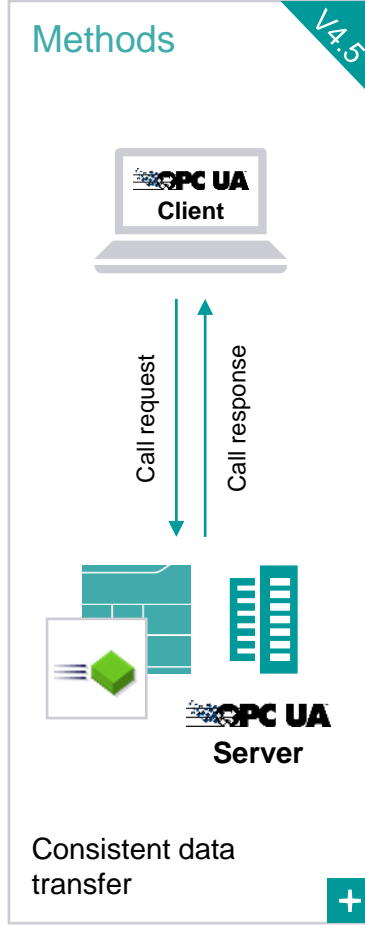 Methods
V4.5
OPC UA
Client
Call request
Call response
OPC UA
Server
Consistent data
transfer
+